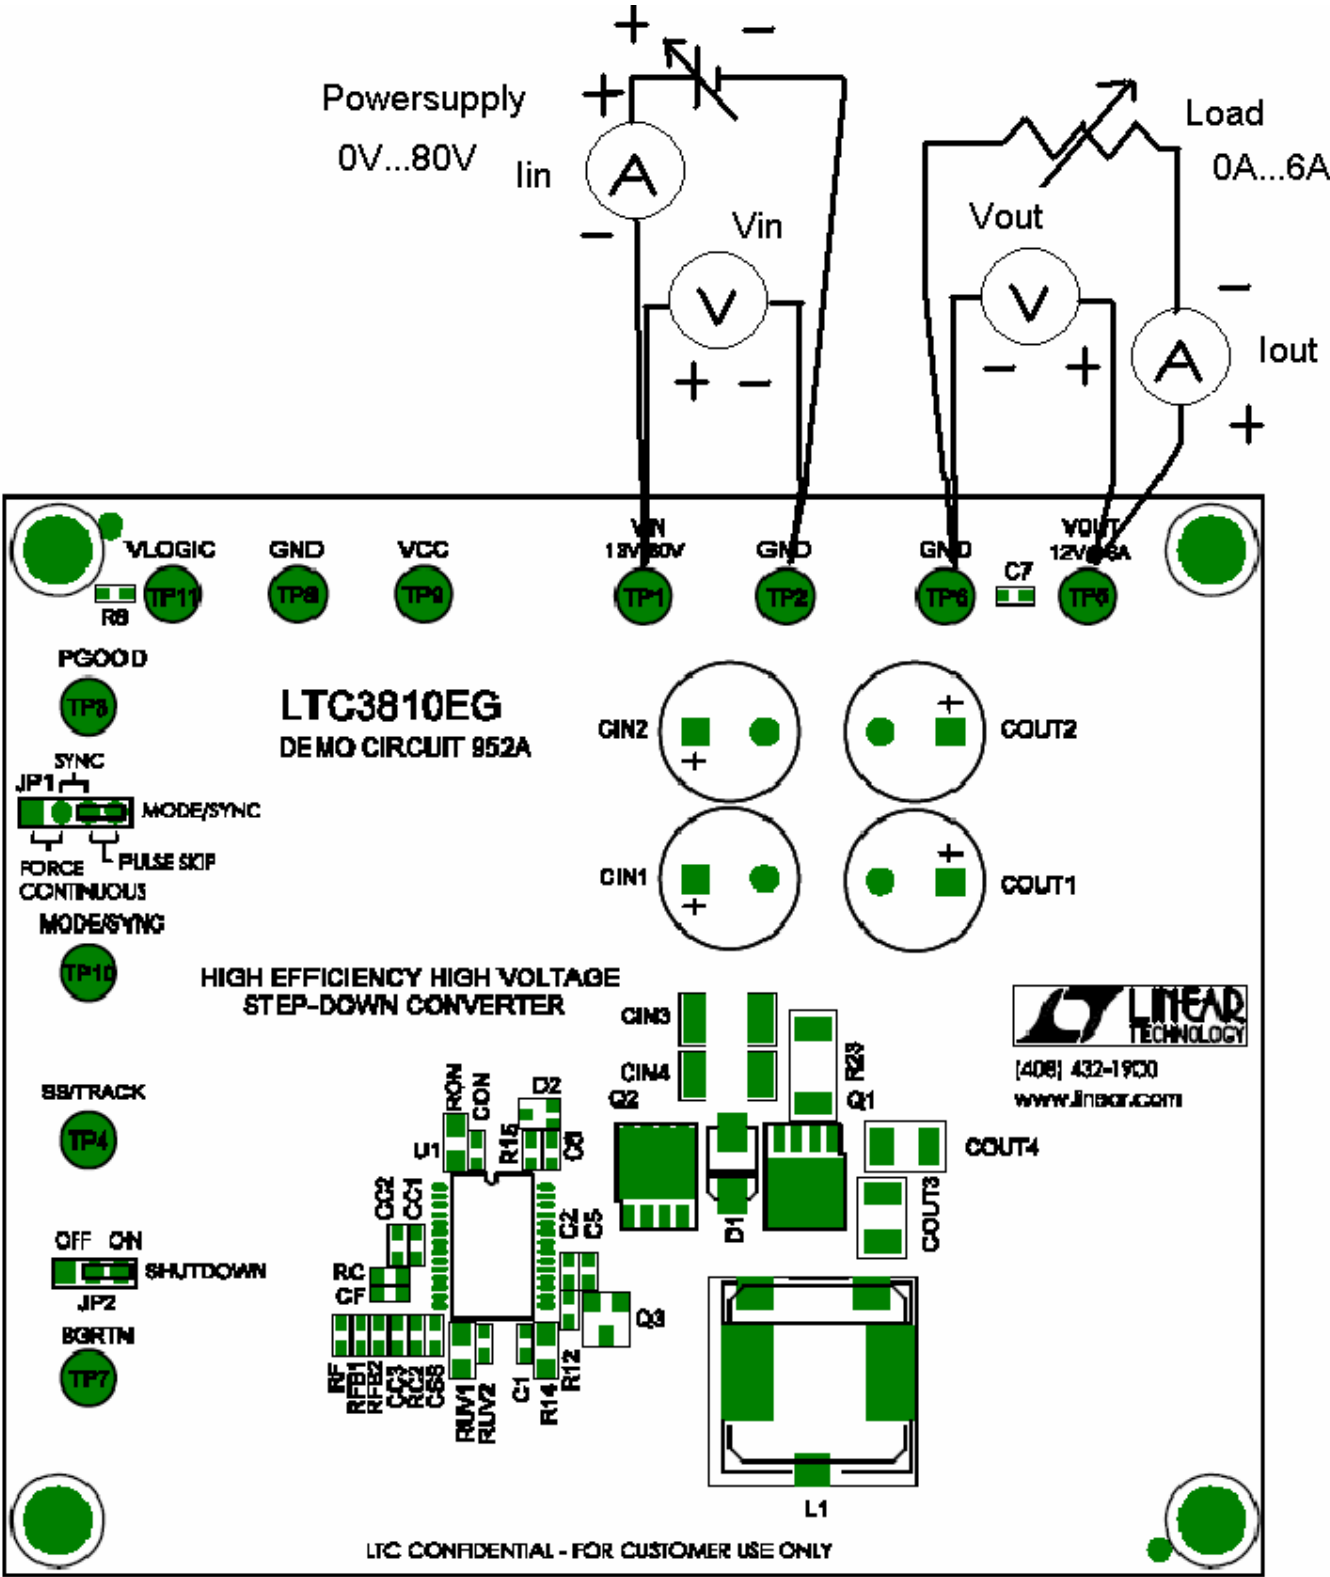 + -
Powersupply +
0V...80V
Iin A
-
Vin
V
+ -
Load
0A...6A
Vout
V
- +
-
A Iout
+
VLOGIC GND VCC VIN GND GND VOUT
TP11 TP8 TP9 TP1 TP2 TP6 C7 TP5
R8
PGOOD
TP3
LTC3810EG
DEMO CIRCUIT 952A
CIN2 + + COUT2
SYNC
JP1
MODE/SYNC
FORCE CONTINUOUS
PULSE SKIP
CIN1 + + COUT1
MODE/SYNC
TP10
HIGH EFFICIENCY HIGH VOLTAGE
STEP-DOWN CONVERTER
LINEAR
TECHNOLOGY
(408) 432-1900
www.linear.com
CIN3
CIN4
R23
Q2 Q1
D1
COUT4
COUT3
SS/TRACK
TP4
RON CON D2
U1 R15 C6
CC2 CC1
C2 C5
RC
CF
Q3
OFF ON
SHUTDOWN
JP2
BGRTN
TP7
RF RFB1 RFB2 CC3 RC2 CSS
RUV1 RUV2 C1 R14 R12
L1
LTC CONFIDENTIAL - FOR CUSTOMER USE ONLY